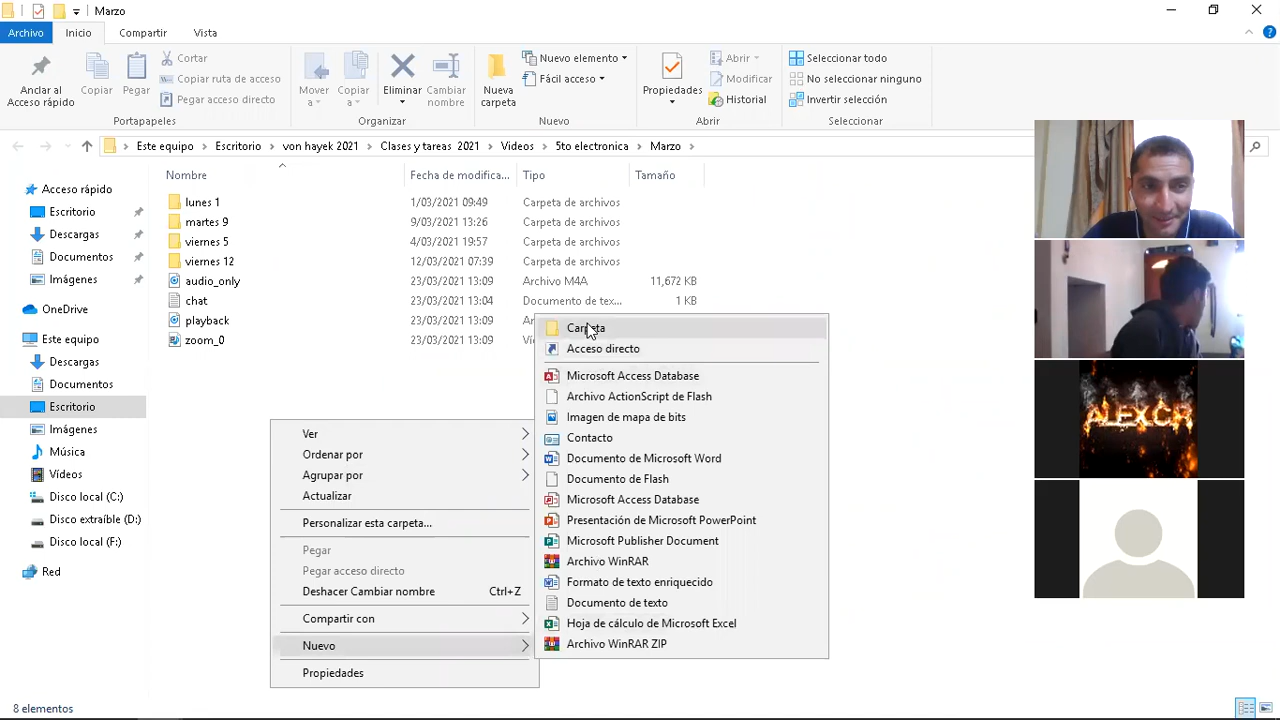 Marzo
Archivo Inicio Compartir Vista
Anclar al Acceso rápido
Copiar
Pegar
Cortar
Copiar ruta de acceso
Pegar acceso directo
Portapapeles
Mover a
Copiar a
Eliminar
Cambiar nombre
Organizar
Nueva carpeta
Nuevo elemento
Fácil acceso
Nuevo
Propiedades
Abrir
Modificar
Historial
Abrir
Seleccionar todo
No seleccionar ninguno
Invertir selección
Seleccionar
Este equipo > Escritorio > von hayek 2021 > Clases y tareas 2021 > Videos > 5to electronica > Marzo >
Acceso rápido
Escritorio
Descargas
Documentos
Imágenes
OneDrive
Este equipo
Descargas
Documentos
Escritorio
Imágenes
Música
Vídeos
Disco local (C:)
Disco extraíble (D:)
Disco local (F:)
Red
Nombre Fecha de modifica... Tipo Tamaño
lunes 1 1/03/2021 09:49 Carpeta de archivos
martes 9 9/03/2021 13:26 Carpeta de archivos
viernes 5 4/03/2021 19:57 Carpeta de archivos
viernes 12 12/03/2021 07:39 Carpeta de archivos
audio_only 23/03/2021 13:09 Archivo M4A 11,672 KB
chat 23/03/2021 13:04 Documento de tex... 1 KB
playback 23/03/2021 13:09
zoom_0 23/03/2021 13:09
Ver
Ordenar por
Agrupar por
Actualizar
Personalizar esta carpeta...
Pegar
Pegar acceso directo
Deshacer Cambiar nombre Ctrl+Z
Compartir con
Nuevo
Propiedades
Carpeta
Acceso directo
Microsoft Access Database
Archivo ActionScript de Flash
Imagen de mapa de bits
Contacto
Documento de Microsoft Word
Documento de Flash
Microsoft Access Database
Presentación de Microsoft PowerPoint
Microsoft Publisher Document
Archivo WinRAR
Formato de texto enriquecido
Documento de texto
Hoja de cálculo de Microsoft Excel
Archivo WinRAR ZIP
ALEXCR
8 elementos